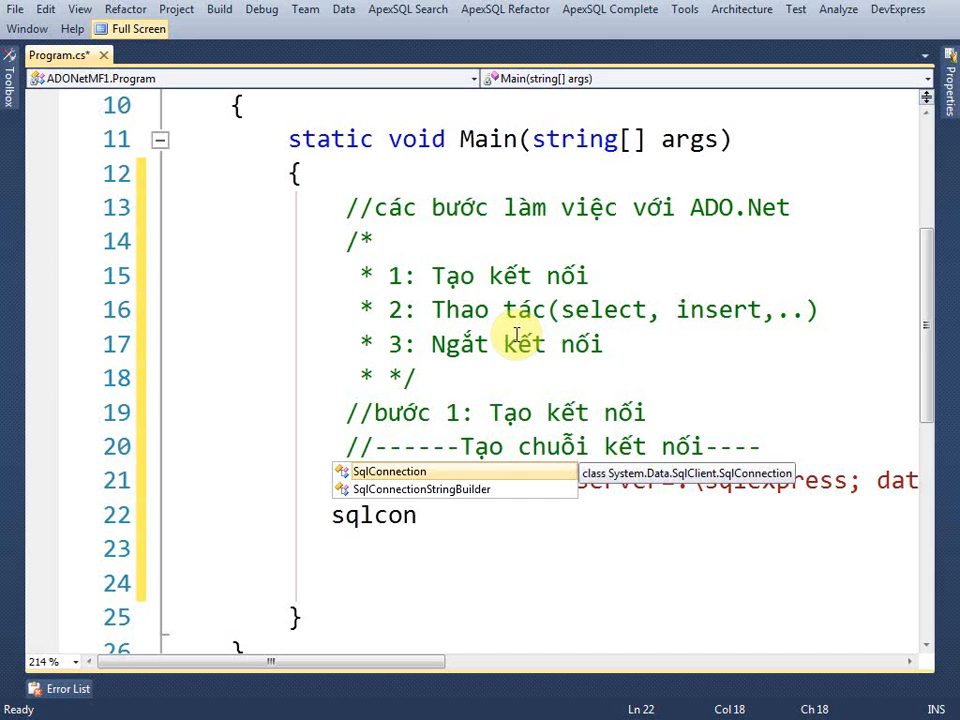 File Edit View Refactor Project Build Debug Team Data ApexSQL Search ApexSQL Refactor ApexSQL Complete Tools Architecture Test Analyze DevExpress
Window Help Full Screen
Program.cs*
Toolbox
Properties
ADONetMF1.Program Main(string[] args)
10 {
11 static void Main(string[] args)
12 {
13 //các bước làm việc với ADO.Net
14 /*
15 * 1: Tạo kết nối
16 * 2: Thao tác(select, insert,..)
17 * 3: Ngắt kết nối
18 * */
19 //bước 1: Tạo kết nối
20 //------Tạo chuỗi kết nối----
SqlConnection class System.Data.SqlClient.SqlConnection
21 server=.\sqlexpress; dat
SqlConnectionStringBuilder
22 sqlcon
23
24
25 }
26 }
214 %
Error List
Ready Ln 22 Col 18 Ch 18 INS